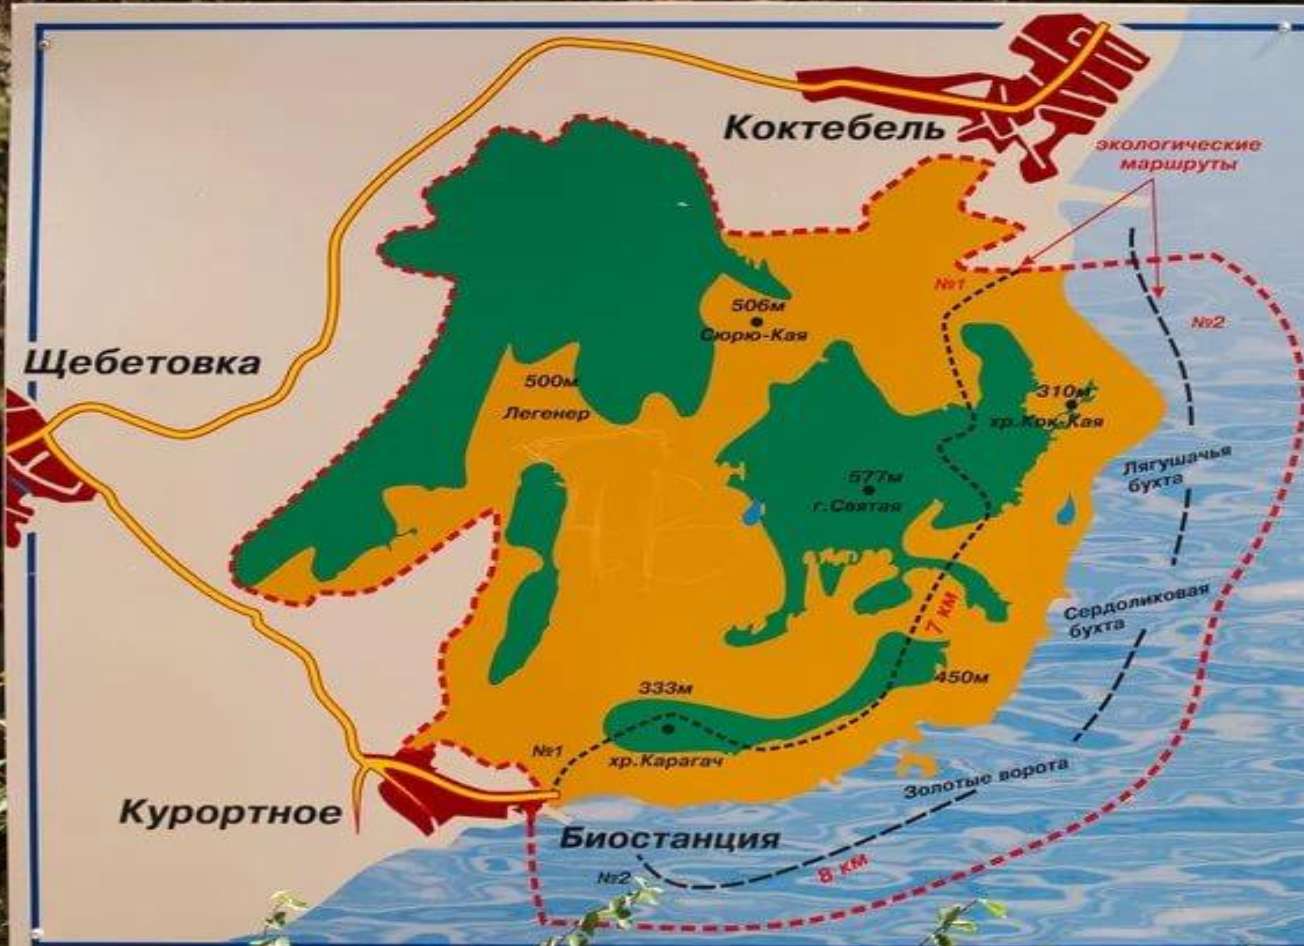 Коктебель
экологические
маршруты
№1
506м
Сюрю-Кая
№2
Щебетовка
500м
Легенер
310м
хр.Кок-Кая
Лягушачья
бухта
577м
г.Святая
Сердоликовая
бухта
7 км
450м
333м
№1
хр.Карагач
Золотые ворота
Курортное
Биостанция
№2
8 км